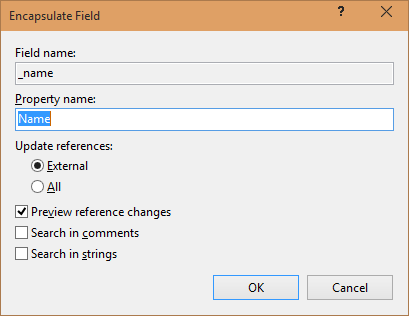 Encapsulate Field
?
Field name:
_name
Property name:
Name
Update references:
External
All
Preview reference changes
Search in comments
Search in strings
OK Cancel